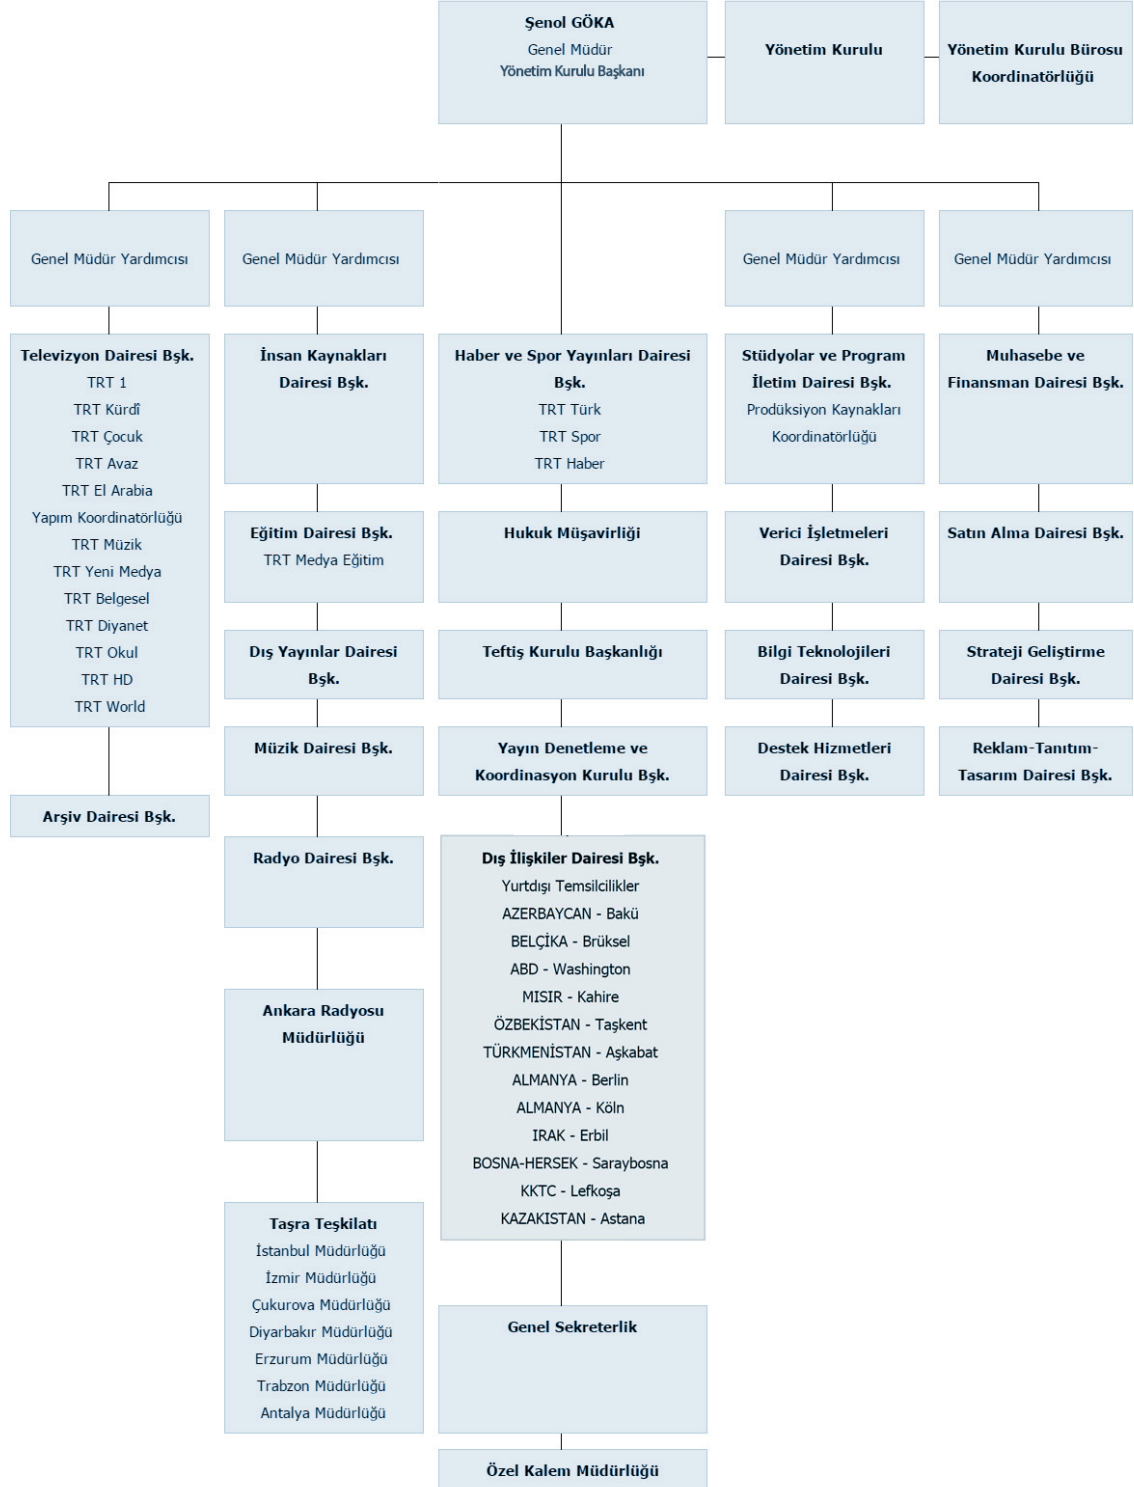 Şenol GÖKA
Genel Müdür
Yönetim Kurulu Başkanı
Yönetim Kurulu
Yönetim Kurulu Bürosu
Koordinatörlüğü
Genel Müdür Yardımcısı
Genel Müdür Yardımcısı
Genel Müdür Yardımcısı
Genel Müdür Yardımcısı
Televizyon Dairesi Bşk.
TRT 1
TRT Kürdî
TRT Çocuk
TRT Avaz
TRT El Arabia
Yapım Koordinatörlüğü
TRT Müzik
TRT Yeni Medya
TRT Belgesel
TRT Diyanet
TRT Okul
TRT HD
TRT World
Arşiv Dairesi Bşk.
İnsan Kaynakları
Dairesi Bşk.
Eğitim Dairesi Bşk.
TRT Medya Eğitim
Dış Yayınlar Dairesi
Bşk.
Müzik Dairesi Bşk.
Radyo Dairesi Bşk.
Ankara Radyosu
Müdürlüğü
Taşra Teşkilatı
İstanbul Müdürlüğü
İzmir Müdürlüğü
Çukurova Müdürlüğü
Diyarbakır Müdürlüğü
Erzurum Müdürlüğü
Trabzon Müdürlüğü
Antalya Müdürlüğü
Haber ve Spor Yayınları Dairesi
Bşk.
TRT Türk
TRT Spor
TRT Haber
Hukuk Müşavirliği
Teftiş Kurulu Başkanlığı
Yayın Denetleme ve
Koordinasyon Kurulu Bşk.
Dış İlişkiler Dairesi Bşk.
Yurtdışı Temsilcilikler
AZERBAYCAN - Bakü
BELÇİKA - Brüksel
ABD - Washington
MISIR - Kahire
ÖZBEKİSTAN - Taşkent
TÜRKMENİSTAN - Aşkabat
ALMANYA - Berlin
ALMANYA - Köln
IRAK - Erbil
BOSNA-HERSEK - Saraybosna
KKTC - Lefkoşa
KAZAKISTAN - Astana
Genel Sekreterlik
Özel Kalem Müdürlüğü
Stüdyolar ve Program
İletim Dairesi Bşk.
Prodüksiyon Kaynakları
Koordinatörlüğü
Verici İşletmeleri
Dairesi Bşk.
Bilgi Teknolojileri
Dairesi Bşk.
Destek Hizmetleri
Dairesi Bşk.
Muhasebe ve
Finansman Dairesi Bşk.
Satın Alma Dairesi Bşk.
Strateji Geliştirme
Dairesi Bşk.
Reklam-Tanıtım-
Tasarım Dairesi Bşk.